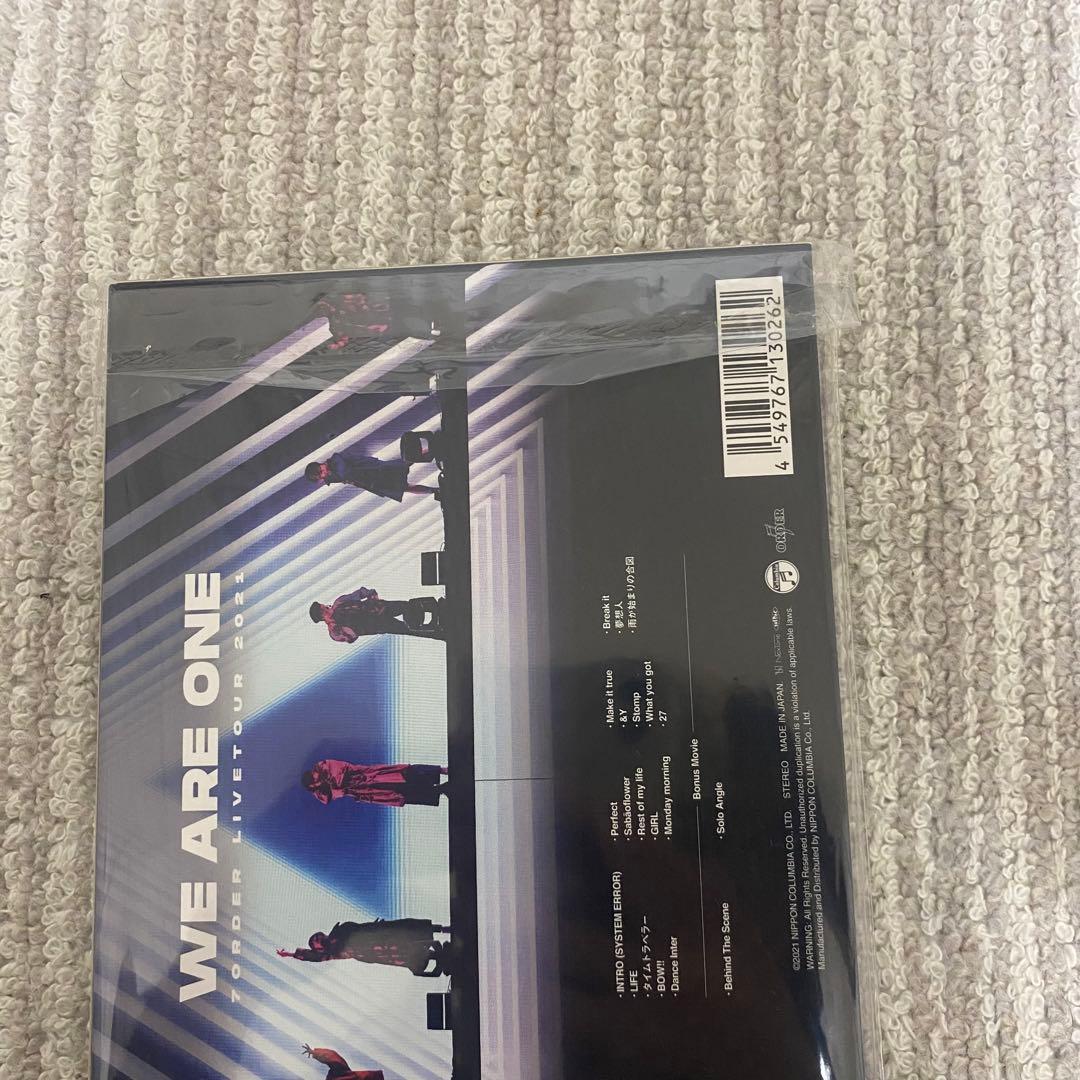 WE ARE ONE
7ORDER LIVETOUR 2021
・INTRO (SYSTEM ERROR)
・LIFE
・タイムトラベラー
・BOW!!
・Dance Inter
・Perfect
・Sabãoflower
・Rest of my life
・GIRL
・Monday morning
・Make it true
・&Y
・Stomp
・What you got
・27
・Break it
・夢想人
・雨が始まりの合図
Bonus Movie
・Behind The Scene
・Solo Angle
©2021 NIPPON COLUMBIA CO., LTD. STEREO MADE IN JAPAN
WARNING: All Rights Reserved. Unauthorized duplication is a violation of applicable laws.
Manufactured and Distributed by NIPPON COLUMBIA Co., Ltd.
Columbia
7ORDER
4 549767 130262